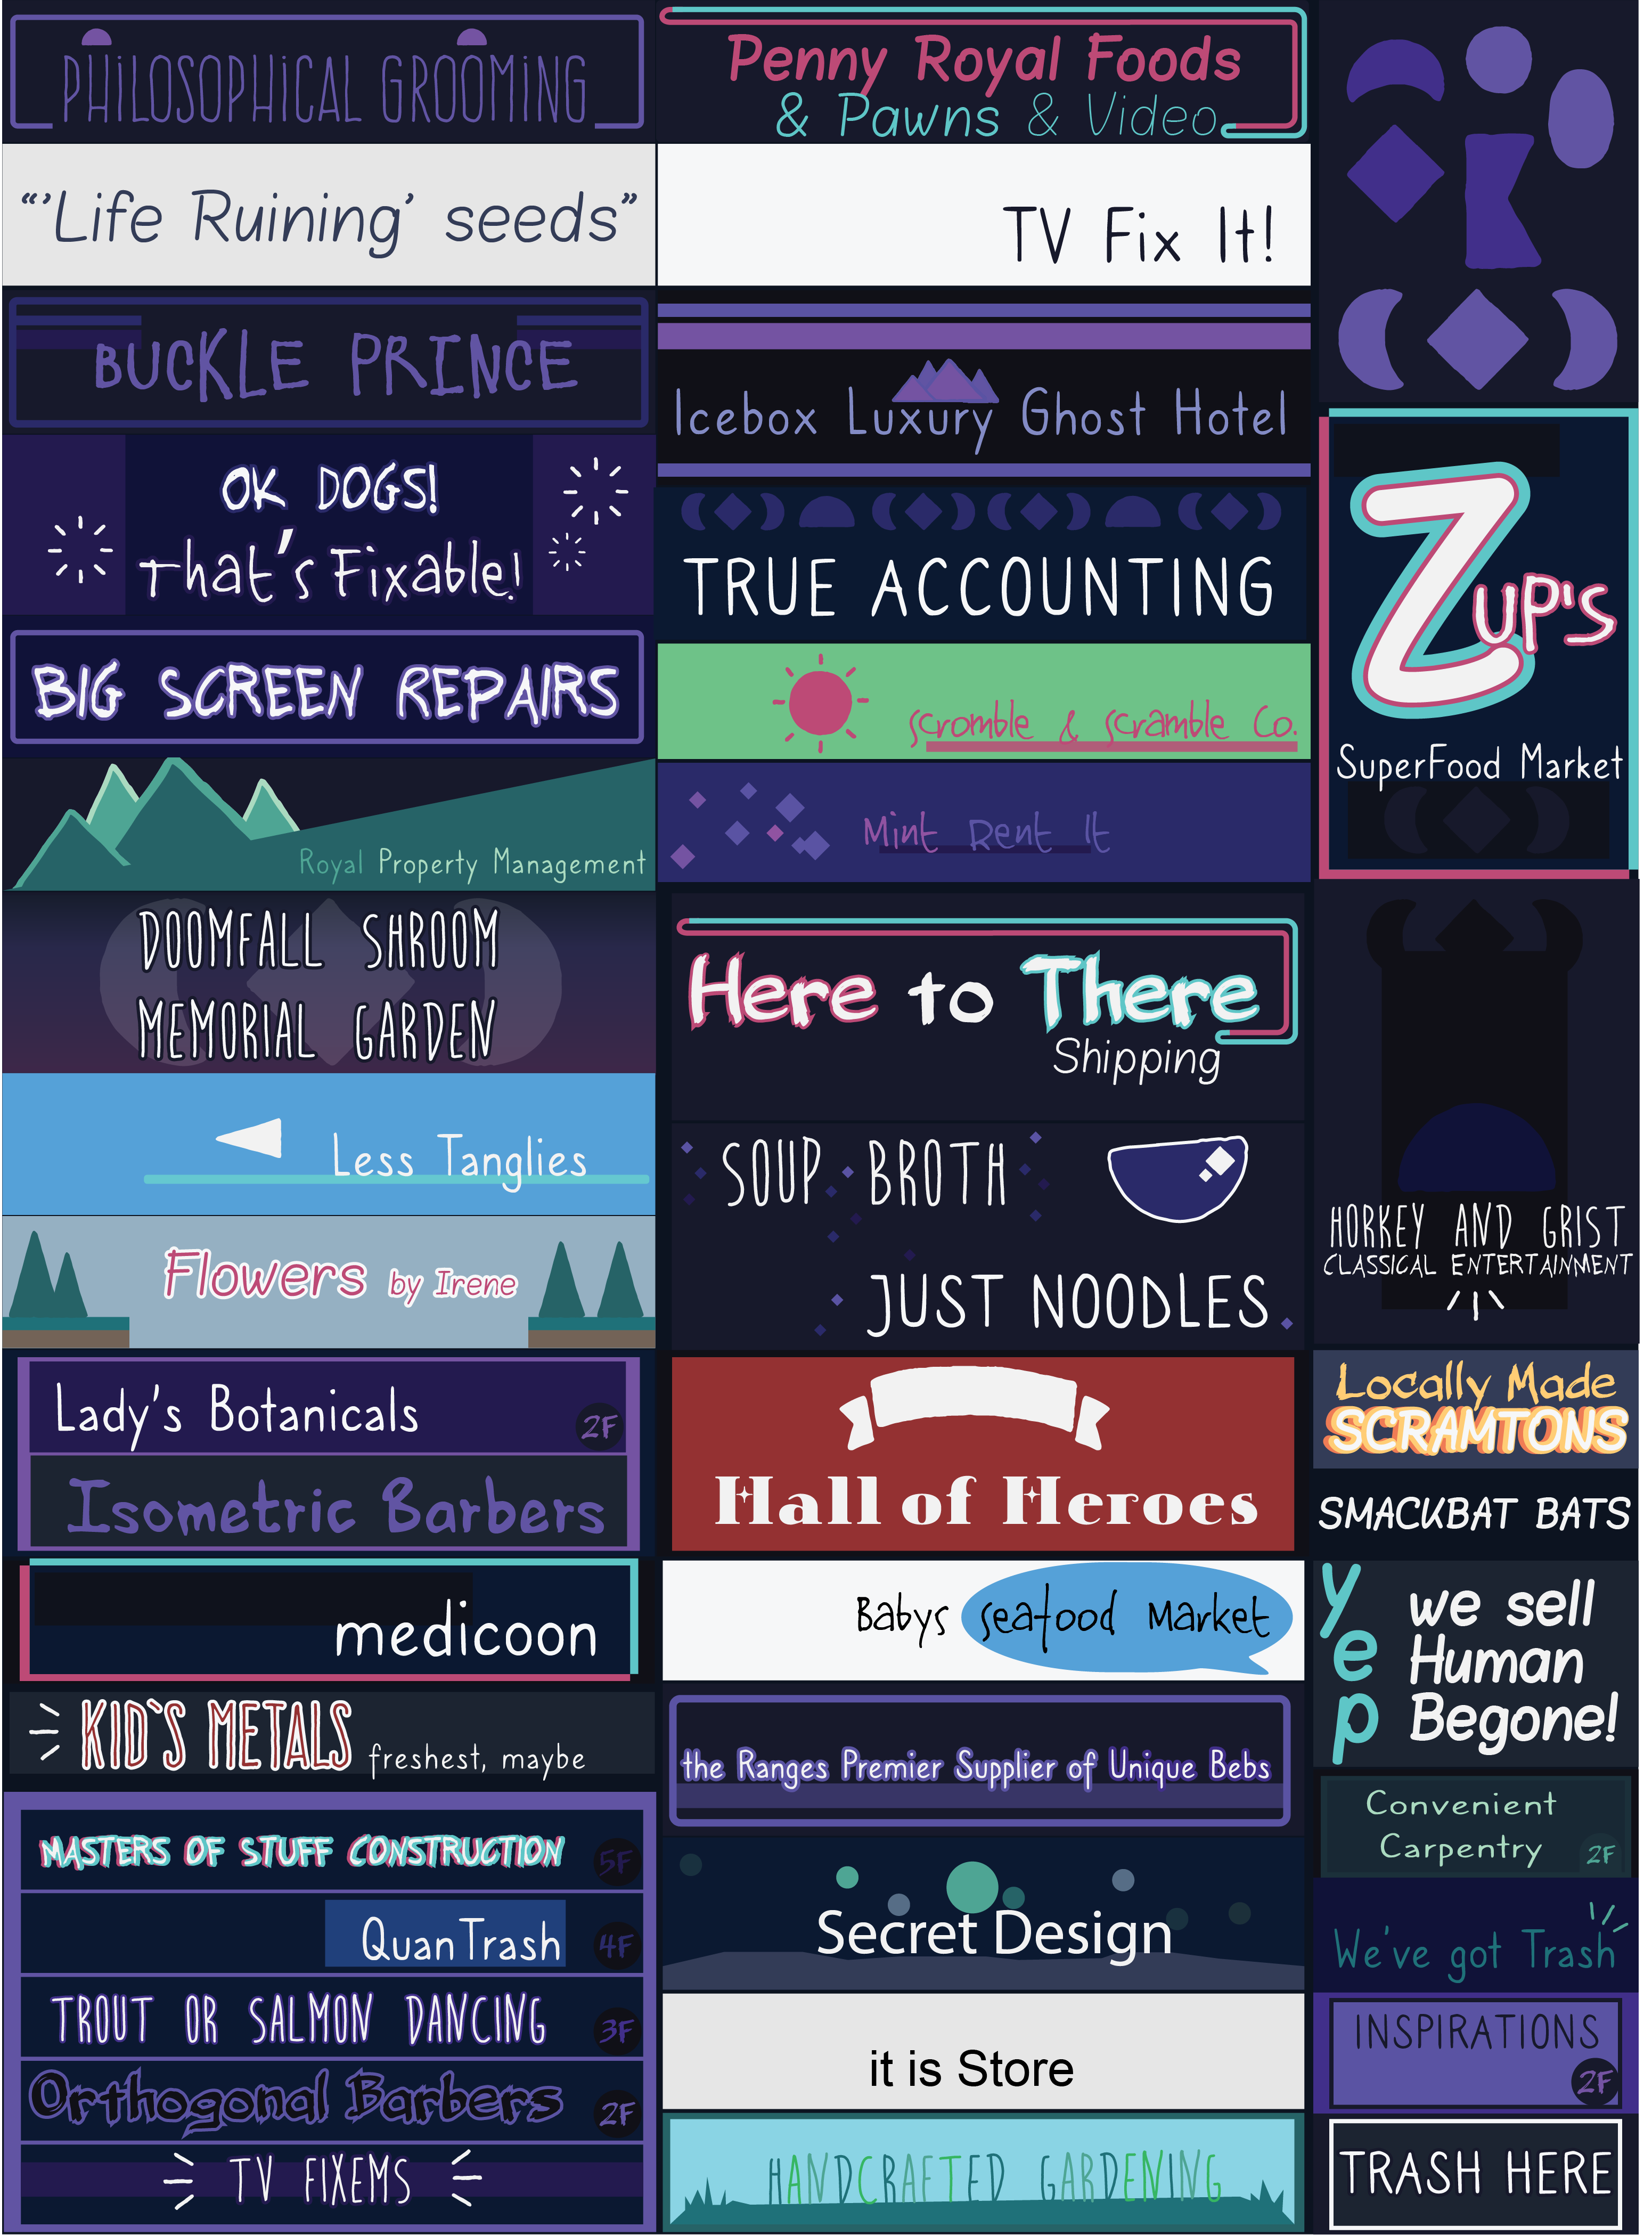 PHiLOSOPHiCAL GROOMiNG
“’Life Ruining’ seeds”
BUCKLE PRINCE
OK DOGS!
That's Fixable!
BIG SCREEN REPAIRS
Royal Property Management
DOOMFALL SHROOM
MEMORIAL GARDEN
Less Tanglies
Flowers by Irene
Lady's Botanicals
2F
Isometric Barbers
medicoon
KID`S METALS freshest, maybe
MASTERS OF STUFF CONSTRUCTION 5F
QuanTrash 4F
TROUT OR SALMON DANCING 3F
Orthogonal Barbers 2F
TV FIXEMS
Penny Royal Foods
& Pawns & Video
TV Fix It!
Icebox Luxury Ghost Hotel
TRUE ACCOUNTING
Scromble & Scramble Co.
Mint Rent It
Here to There
Shipping
SOUP BROTH
JUST NOODLES
Hall of Heroes
Babys seafood Market
the Ranges Premier Supplier of Unique Bebs
Secret Design
it is Store
HANDCRAFTED GARDENING
ZUP'S
SuperFood Market
HORKEY AND GRIST
CLASSICAL ENTERTAINMENT
Locally Made
SCRAMTONS
SMACKBAT BATS
yep
we sell
Human
Begone!
Convenient
Carpentry 2F
We've got Trash
INSPIRATIONS
2F
TRASH HERE